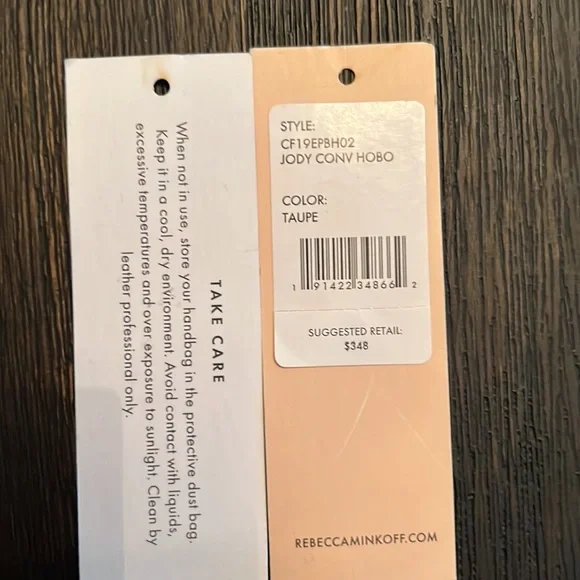 TAKE CARE
When not in use, store your handbag in the protective dust bag.
Keep it in a cool, dry environment. Avoid contact with liquids,
excessive temperatures and over exposure to sunlight. Clean by
leather professional only.
STYLE:
CF19EPBH02
JODY CONV HOBO
COLOR:
TAUPE
1 91422 34866 2
SUGGESTED RETAIL:
$348
REBECCAMINKOFF.COM